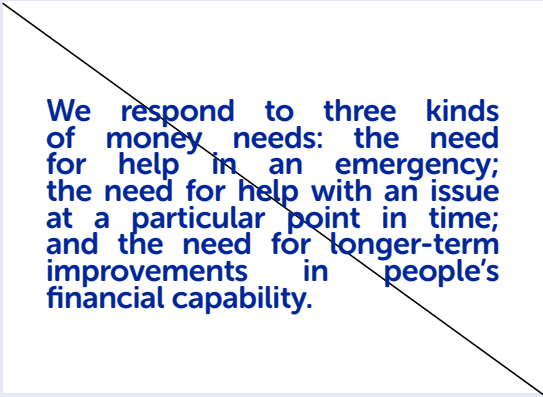 We respond to three kinds
of money needs: the need
for help in an emergency;
the need for help with an issue
at a particular point in time;
and the need for longer-term
improvements in people's
financial capability.